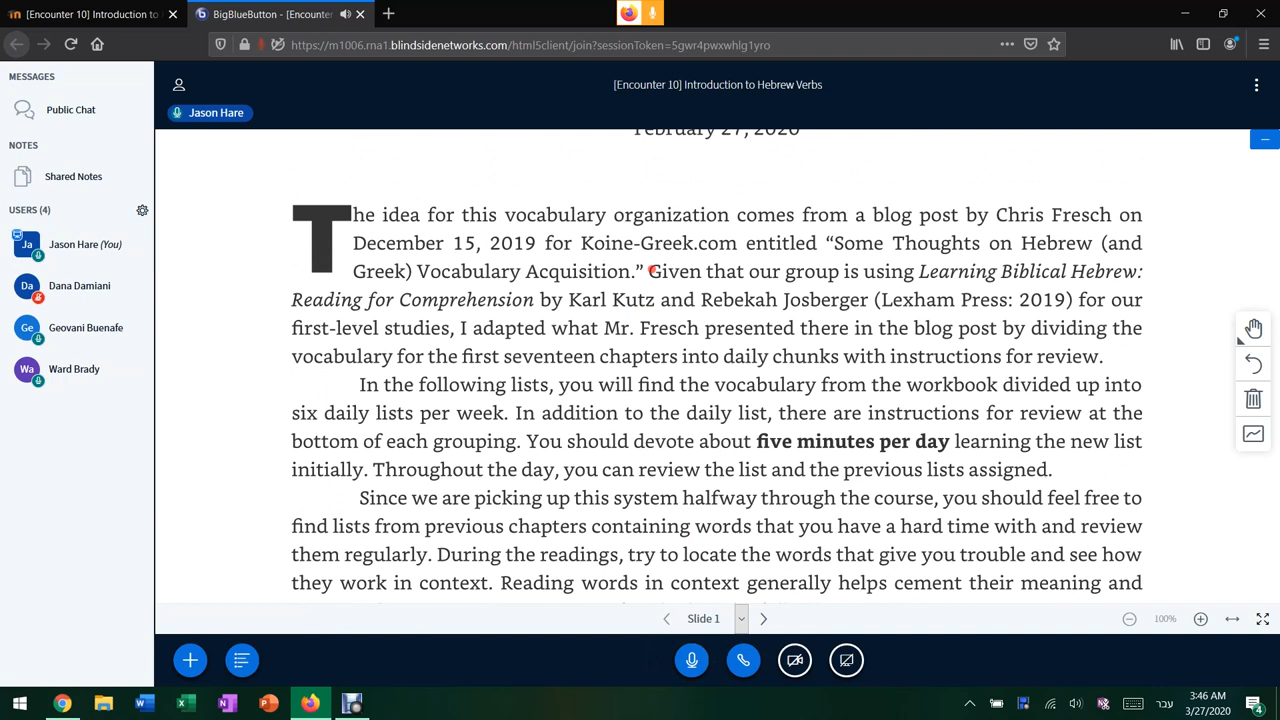 [Encounter 10] Introduction to
BigBlueButton - [Encounter
https://m1006.rna1.blindsidenetworks.com/html5client/join?sessionToken=5gwr4pwxwhlg1yro
MESSAGES
Public Chat
NOTES
Shared Notes
USERS (4)
Ja Jason Hare (You)
Da Dana Damiani
Ge Geovani Buenafe
Wa Ward Brady
[Encounter 10] Introduction to Hebrew Verbs
Jason Hare
February 27, 2020
The idea for this vocabulary organization comes from a blog post by Chris Fresch on
December 15, 2019 for Koine-Greek.com entitled “Some Thoughts on Hebrew (and
Greek) Vocabulary Acquisition.” Given that our group is using Learning Biblical Hebrew:
Reading for Comprehension by Karl Kutz and Rebekah Josberger (Lexham Press: 2019) for our
first-level studies, I adapted what Mr. Fresch presented there in the blog post by dividing the
vocabulary for the first seventeen chapters into daily chunks with instructions for review.
In the following lists, you will find the vocabulary from the workbook divided up into
six daily lists per week. In addition to the daily list, there are instructions for review at the
bottom of each grouping. You should devote about five minutes per day learning the new list
initially. Throughout the day, you can review the list and the previous lists assigned.
Since we are picking up this system halfway through the course, you should feel free to
find lists from previous chapters containing words that you have a hard time with and review
them regularly. During the readings, try to locate the words that give you trouble and see how
they work in context. Reading words in context generally helps cement their meaning and
Slide 1
100%
עבר
3:46 AM
3/27/2020
4